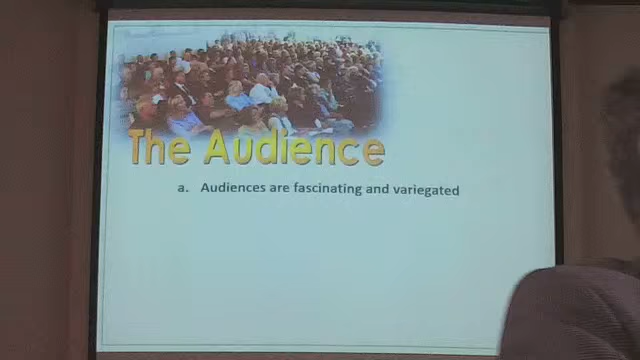 The Audience
a. Audiences are fascinating and variegated